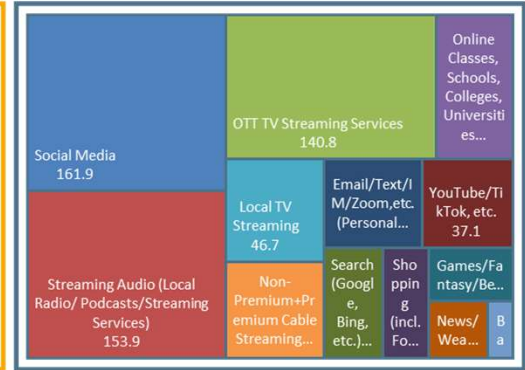 Social Media
161.9
Streaming Audio (Local
Radio/ Podcasts/Streaming
Services)
153.9
OTT TV Streaming Services
140.8
Online
Classes,
Schools,
Colleges,
Universiti
es...
Local TV
Streaming
46.7
Email/Text/I
M/Zoom,etc.
(Personal...
YouTube/Ti
kTok, etc.
37.1
Non-
Premium+Pr
emium Cable
Streaming...
Search
(Googl
e,
Bing,
etc.)...
Sho
ppin
g
(incl.
Fo...
Games/Fa
ntasy/Be...
News/
Wea...
B
a